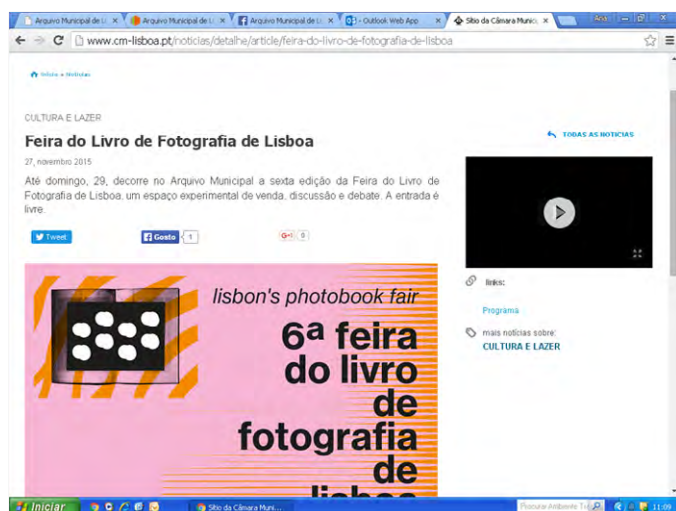 Arquivo Municipal de Li
Arquivo Municipal de Li
Arquivo Municipal de Li
- Outlook Web App
Sítio da Câmara Munici
Ana
www.cm-lisboa.pt/noticias/detalhe/article/feira-do-livro-de-fotografia-de-lisboa
Início » Notícias
CULTURA E LAZER
Feira do Livro de Fotografia de Lisboa
27, novembro 2015
Até domingo, 29, decorre no Arquivo Municipal a sexta edição da Feira do Livro de
Fotografia de Lisboa, um espaço experimental de venda, discussão e debate. A entrada é
livre.
Tweet
Gosto
1
G+1
0
TODAS AS NOTÍCIAS
links:
Programa
mais notícias sobre:
CULTURA E LAZER
lisbon's photobook fair
6ª feira
do livro
de
fotografia
de
lisboa
Iniciar
Sítio da Câmara Muni...
11:09